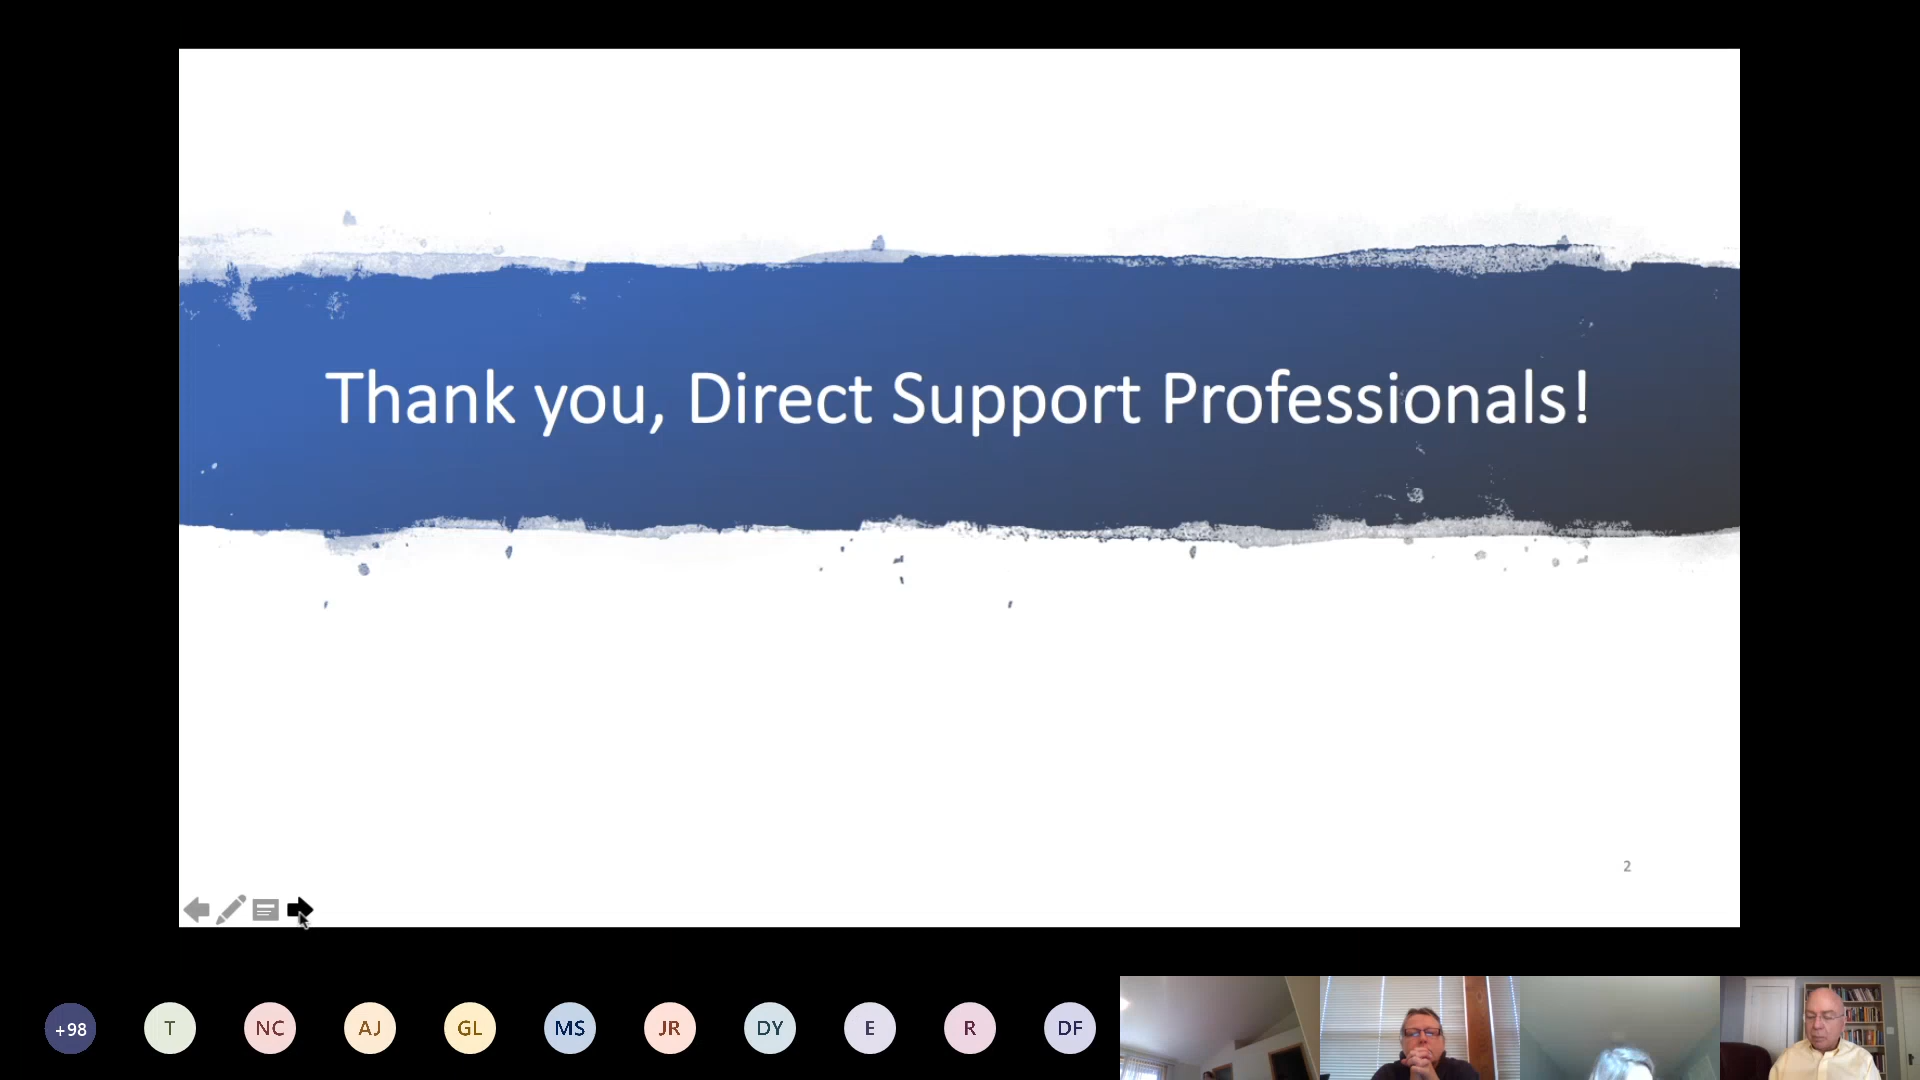 Thank you, Direct Support Professionals!
2
+98
T
NC
AJ
GL
MS
JR
DY
E
R
DF